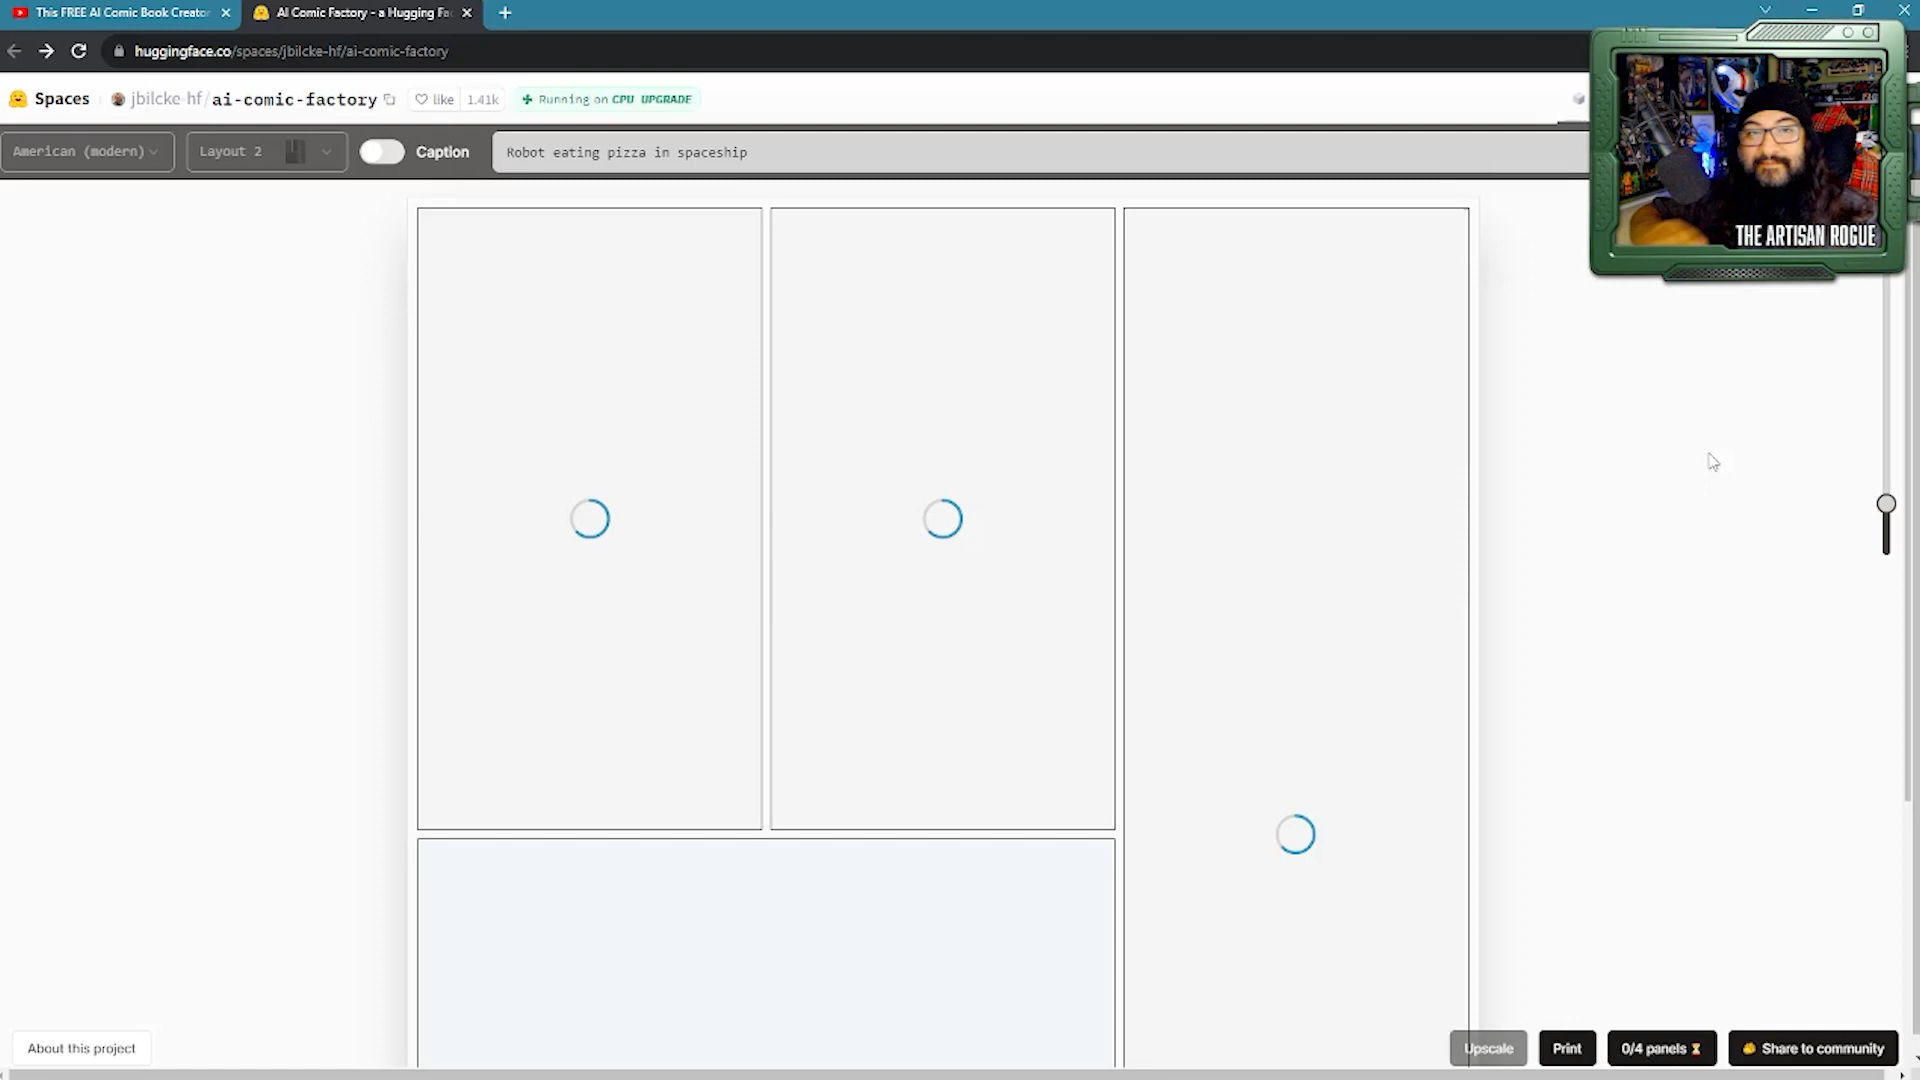 This FREE AI Comic Book Creator
AI Comic Factory - a Hugging Fa
huggingface.co/spaces/jbilcke-hf/ai-comic-factory
Spaces
jbilcke-hf/ai-comic-factory
like 1.41k
Running on CPU UPGRADE
American (modern)
Layout 2
Caption
Robot eating pizza in spaceship
THE ARTISAN ROGUE
About this project
Upscale
Print
0/4 panels
Share to community